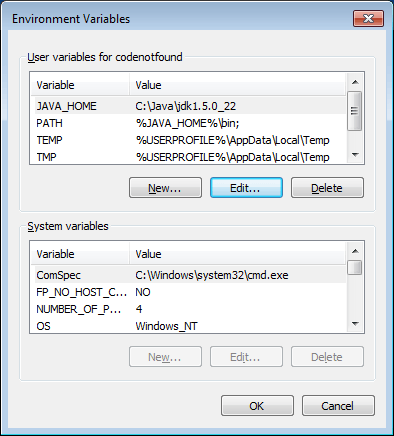 Environment Variables
User variables for codenotfound
Variable Value
JAVA_HOME C:\Java\jdk1.5.0_22
PATH %JAVA_HOME%\bin;
TEMP %USERPROFILE%\AppData\Local\Temp
TMP %USERPROFILE%\AppData\Local\Temp
New... Edit... Delete
System variables
Variable Value
ComSpec C:\Windows\system32\cmd.exe
FP_NO_HOST_C... NO
NUMBER_OF_P... 4
OS Windows_NT
New... Edit... Delete
OK Cancel